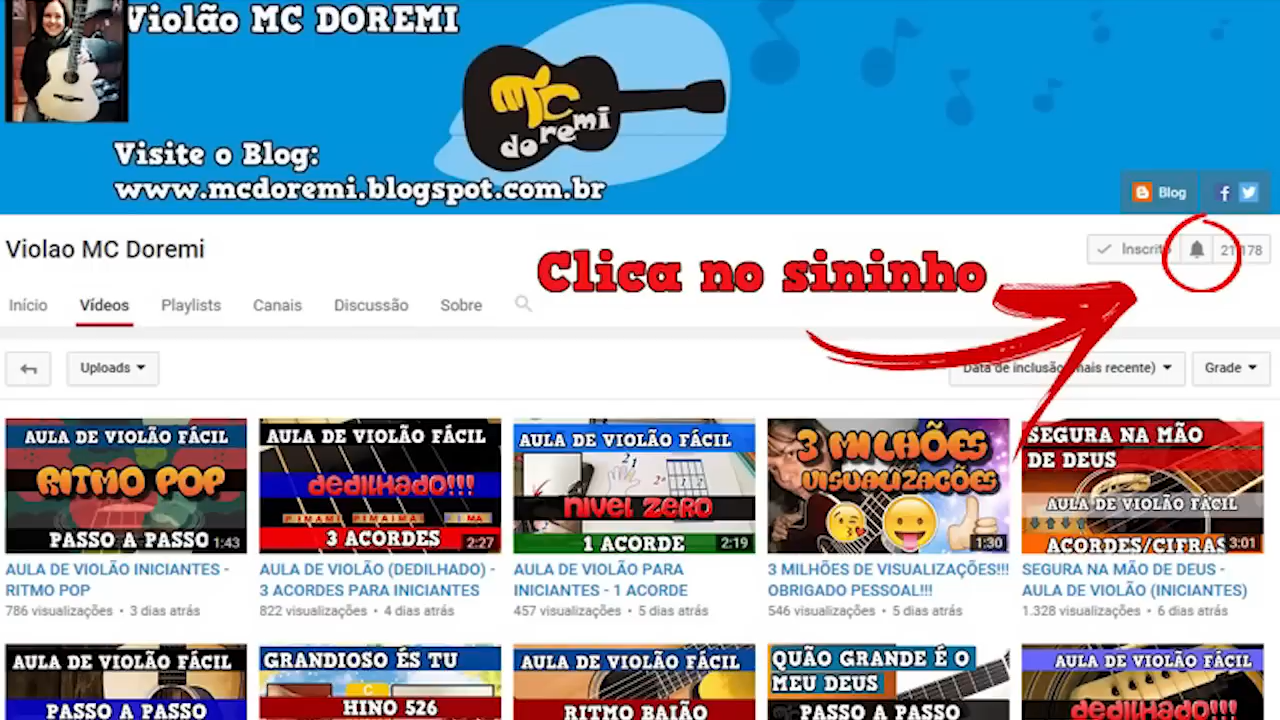 Violão MC DOREMI
MC
doremi
Visite o Blog:
www.mcdoremi.blogspot.com.br
Blog
Violao MC Doremi
Clica no sininho
Início
Vídeos
Playlists
Canais
Discussão
Sobre
Uploads
Data de inclusão mais recente)
Grade
AULA DE VIOLÃO FÁCIL
RITMO POP
PASSO A PASSO
1:43
AULA DE VIOLÃO FÁCIL
DEDILHADO!!!
3 ACORDES
2:27
AULA DE VIOLÃO FÁCIL
NIVEL ZERO
1 ACORDE
2:19
3 MILHÕES
VISUALIZAÇÕES
1:30
SEGURA NA MÃO
DE DEUS
AULA DE VIOLÃO FÁCIL
ACORDES/CIFRAS
3:01
AULA DE VIOLÃO INICIANTES -
RITMO POP
786 visualizações • 3 dias atrás
AULA DE VIOLÃO (DEDILHADO) -
3 ACORDES PARA INICIANTES
822 visualizações • 4 dias atrás
AULA DE VIOLÃO PARA
INICIANTES - 1 ACORDE
457 visualizações • 5 dias atrás
3 MILHÕES DE VISUALIZAÇÕES!!!
OBRIGADO PESSOAL!!!
546 visualizações • 5 dias atrás
SEGURA NA MÃO DE DEUS -
AULA DE VIOLÃO (INICIANTES)
1.328 visualizações • 6 dias atrás
AULA DE VIOLÃO FÁCIL
PASSO A PASSO
GRANDIOSO ÉS TU
C
HINO 526
AULA DE VIOLÃO FÁCIL
RITMO BAIÃO
QUÃO GRANDE É O
MEU DEUS
PASSO A PASSO
AULA DE VIOLÃO FÁCIL
DEDILHADO!!!